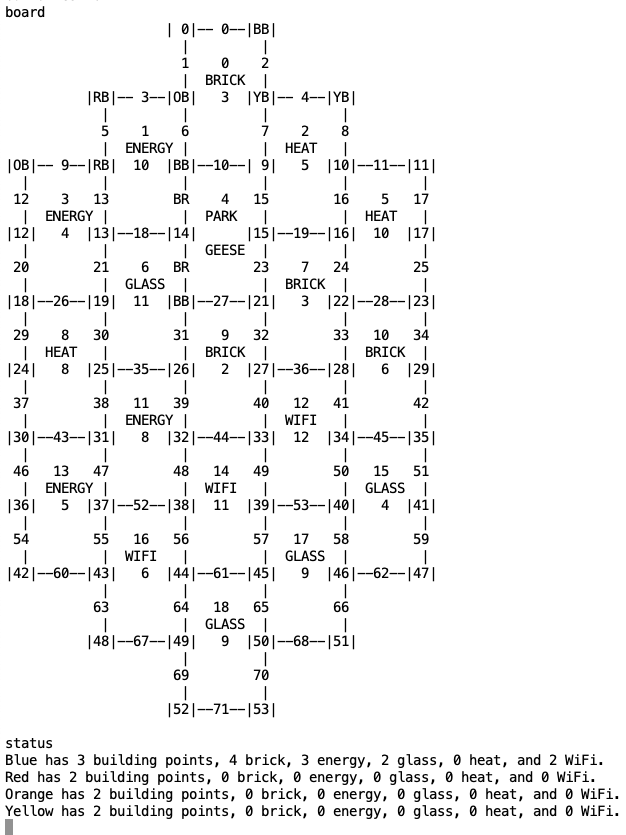 board
| 0|-- 0--|BB|
| |
1 0 2
| BRICK |
|RB|-- 3--|OB| 3 |YB|-- 4--|YB|
| | | |
5 1 6 7 2 8
| ENERGY | | HEAT |
|OB|-- 9--|RB| 10 |BB|--10--| 9| 5 |10|--11--|11|
| | | | | |
12 3 13 BR 4 15 16 5 17
| ENERGY | PARK | HEAT |
|12| 4 |13|--18--|14| |15|--19--|16| 10 |17|
| | | GEESE | | |
20 21 6 BR 23 7 24 25
| | GLASS | | BRICK | |
|18|--26--|19| 11 |BB|--27--|21| 3 |22|--28--|23|
| | | | | |
29 8 30 31 9 32 33 10 34
| HEAT | | BRICK | | BRICK |
|24| 8 |25|--35--|26| 2 |27|--36--|28| 6 |29|
| | | | | |
37 38 11 39 40 12 41 42
| | ENERGY | | WIFI | |
|30|--43--|31| 8 |32|--44--|33| 12 |34|--45--|35|
| | | | | |
46 13 47 48 14 49 50 15 51
| ENERGY | | WIFI | | GLASS |
|36| 5 |37|--52--|38| 11 |39|--53--|40| 4 |41|
| | | | | |
54 55 16 56 57 17 58 59
| | WIFI | | GLASS | |
|42|--60--|43| 6 |44|--61--|45| 9 |46|--62--|47|
| | | |
63 64 18 65 66
| | GLASS | |
|48|--67--|49| 9 |50|--68--|51|
| |
69 70
| |
|52|--71--|53|
status
Blue has 3 building points, 4 brick, 3 energy, 2 glass, 0 heat, and 2 WiFi.
Red has 2 building points, 0 brick, 0 energy, 0 glass, 0 heat, and 0 WiFi.
Orange has 2 building points, 0 brick, 0 energy, 0 glass, 0 heat, and 0 WiFi.
Yellow has 2 building points, 0 brick, 0 energy, 0 glass, 0 heat, and 0 WiFi.